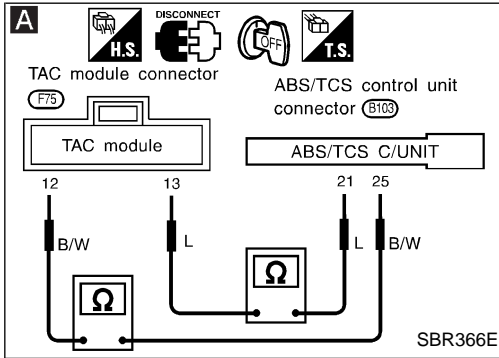 A
H.S.
DISCONNECT
OFF
T.S.
TAC module connector
F75
ABS/TCS control unit
connector B103
TAC module
ABS/TCS C/UNIT
12 13 21 25
B/W L L B/W
Ω
Ω
SBR366E